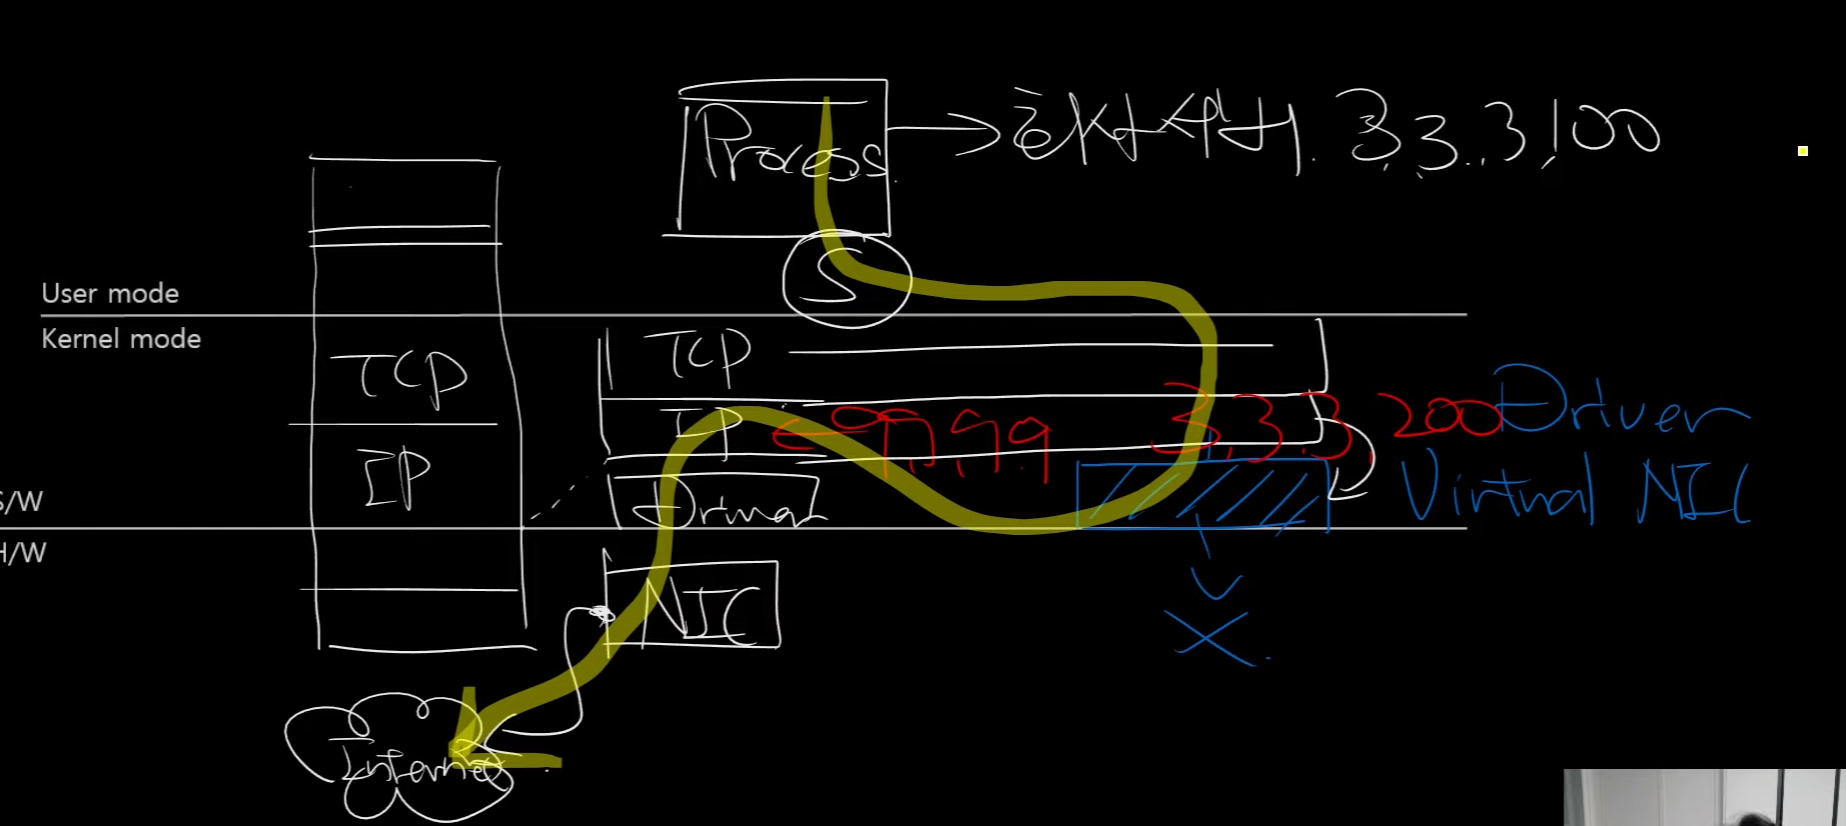 Process
회사 서버. 3.3.3.100
S
User mode
Kernel mode
TCP
TCP
IP
IP
9.9.9.9
3.3.3.200
Driver
Virtual NIC
S/W
H/W
NIC
X
Internet